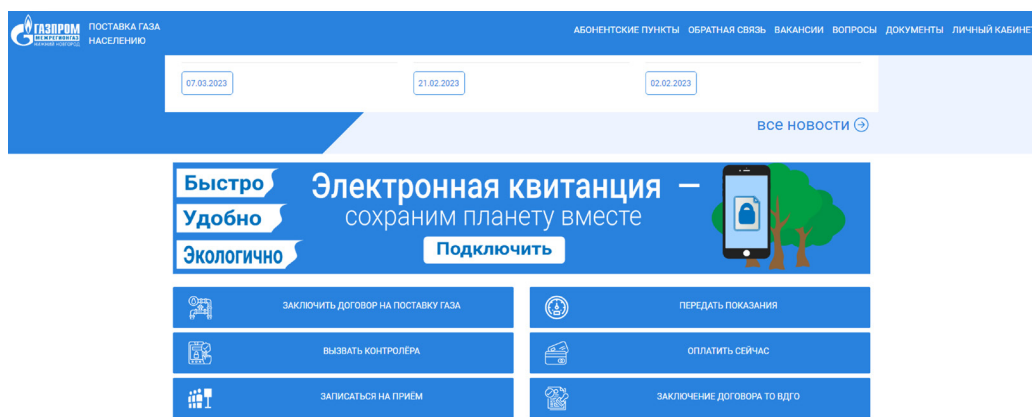 ГАЗПРОМ
МЕЖРЕГИОНГАЗ
НИЖНИЙ НОВГОРОД
ПОСТАВКА ГАЗА
НАСЕЛЕНИЮ
АБОНЕНТСКИЕ ПУНКТЫ ОБРАТНАЯ СВЯЗЬ ВАКАНСИИ ВОПРОСЫ ДОКУМЕНТЫ ЛИЧНЫЙ КАБИНЕ
07.03.2023 21.02.2023 02.02.2023
все новости
Быстро
Удобно
Экологично
Электронная квитанция –
сохраним планету вместе
Подключить
ЗАКЛЮЧИТЬ ДОГОВОР НА ПОСТАВКУ ГАЗА
ПЕРЕДАТЬ ПОКАЗАНИЯ
ВЫЗВАТЬ КОНТРОЛЁРА
ОПЛАТИТЬ СЕЙЧАС
ЗАПИСАТЬСЯ НА ПРИЁМ
ЗАКЛЮЧЕНИЕ ДОГОВОРА ТО ВДГО